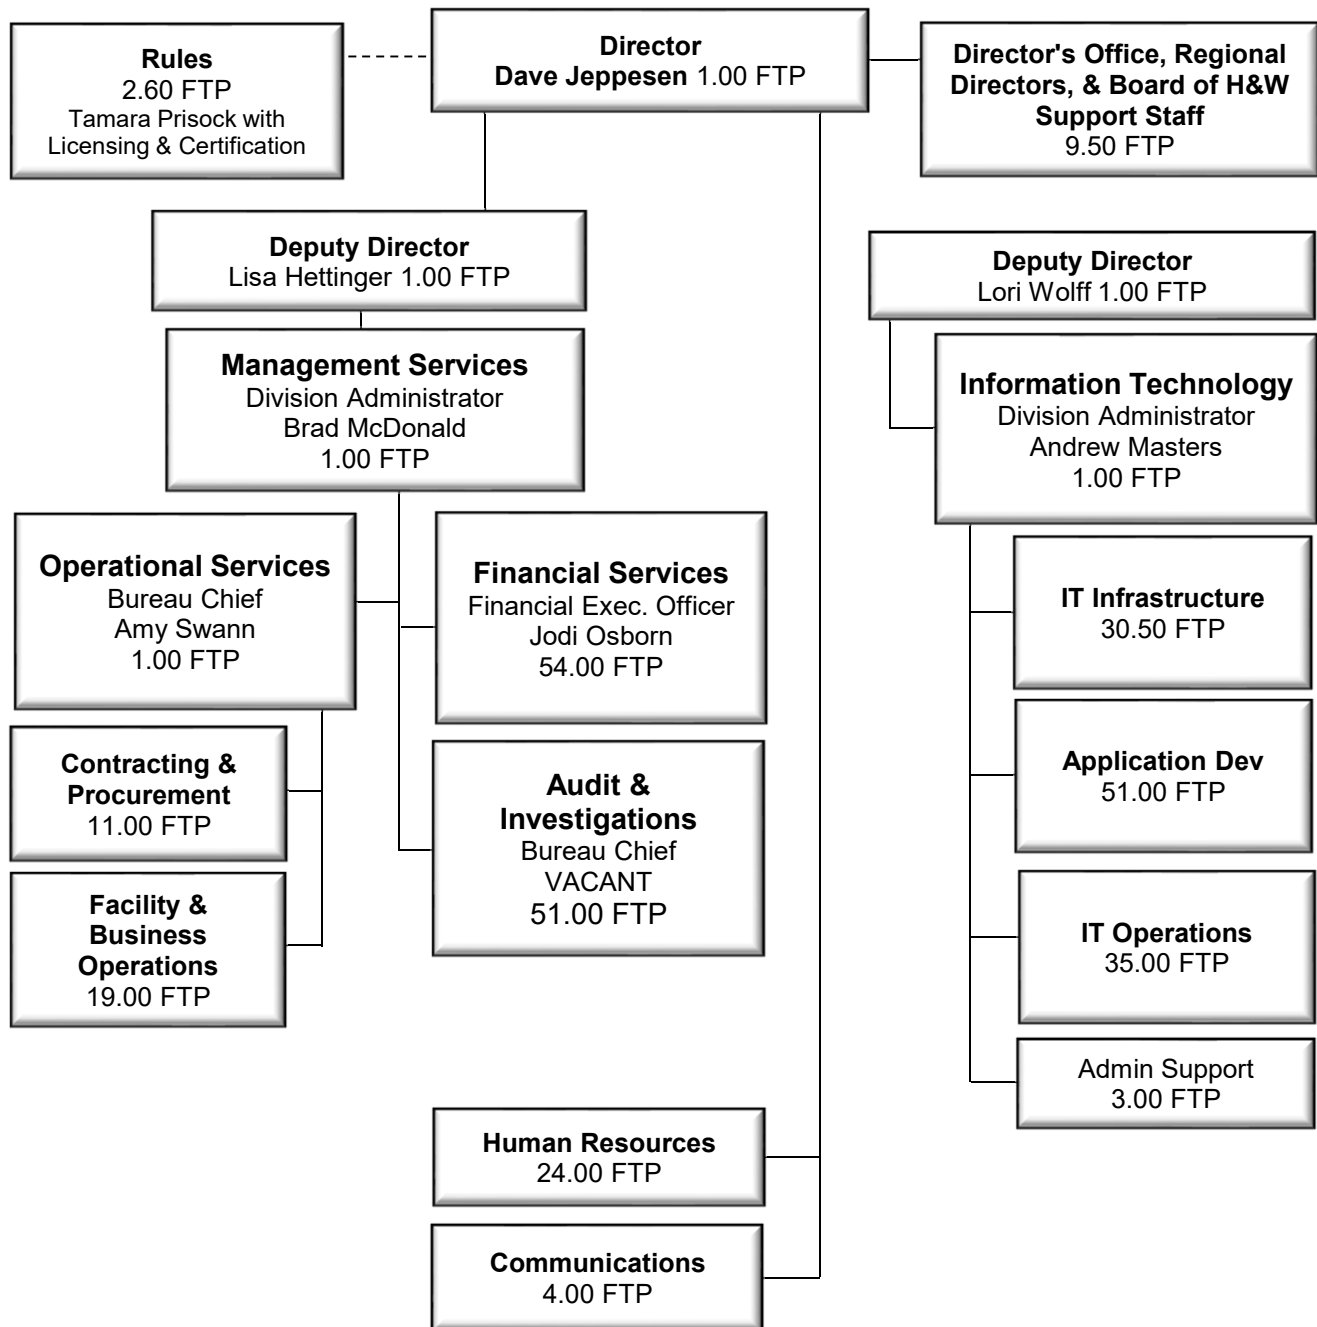 Rules
2.60 FTP
Tamara Prisock with
Licensing & Certification
Director
Dave Jeppesen 1.00 FTP
Director's Office, Regional
Directors, & Board of H&W
Support Staff
9.50 FTP
Deputy Director
Lisa Hettinger 1.00 FTP
Management Services
Division Administrator
Brad McDonald
1.00 FTP
Operational Services
Bureau Chief
Amy Swann
1.00 FTP
Contracting &
Procurement
11.00 FTP
Facility &
Business
Operations
19.00 FTP
Financial Services
Financial Exec. Officer
Jodi Osborn
54.00 FTP
Audit &
Investigations
Bureau Chief
VACANT
51.00 FTP
Human Resources
24.00 FTP
Communications
4.00 FTP
Deputy Director
Lori Wolff 1.00 FTP
Information Technology
Division Administrator
Andrew Masters
1.00 FTP
IT Infrastructure
30.50 FTP
Application Dev
51.00 FTP
IT Operations
35.00 FTP
Admin Support
3.00 FTP